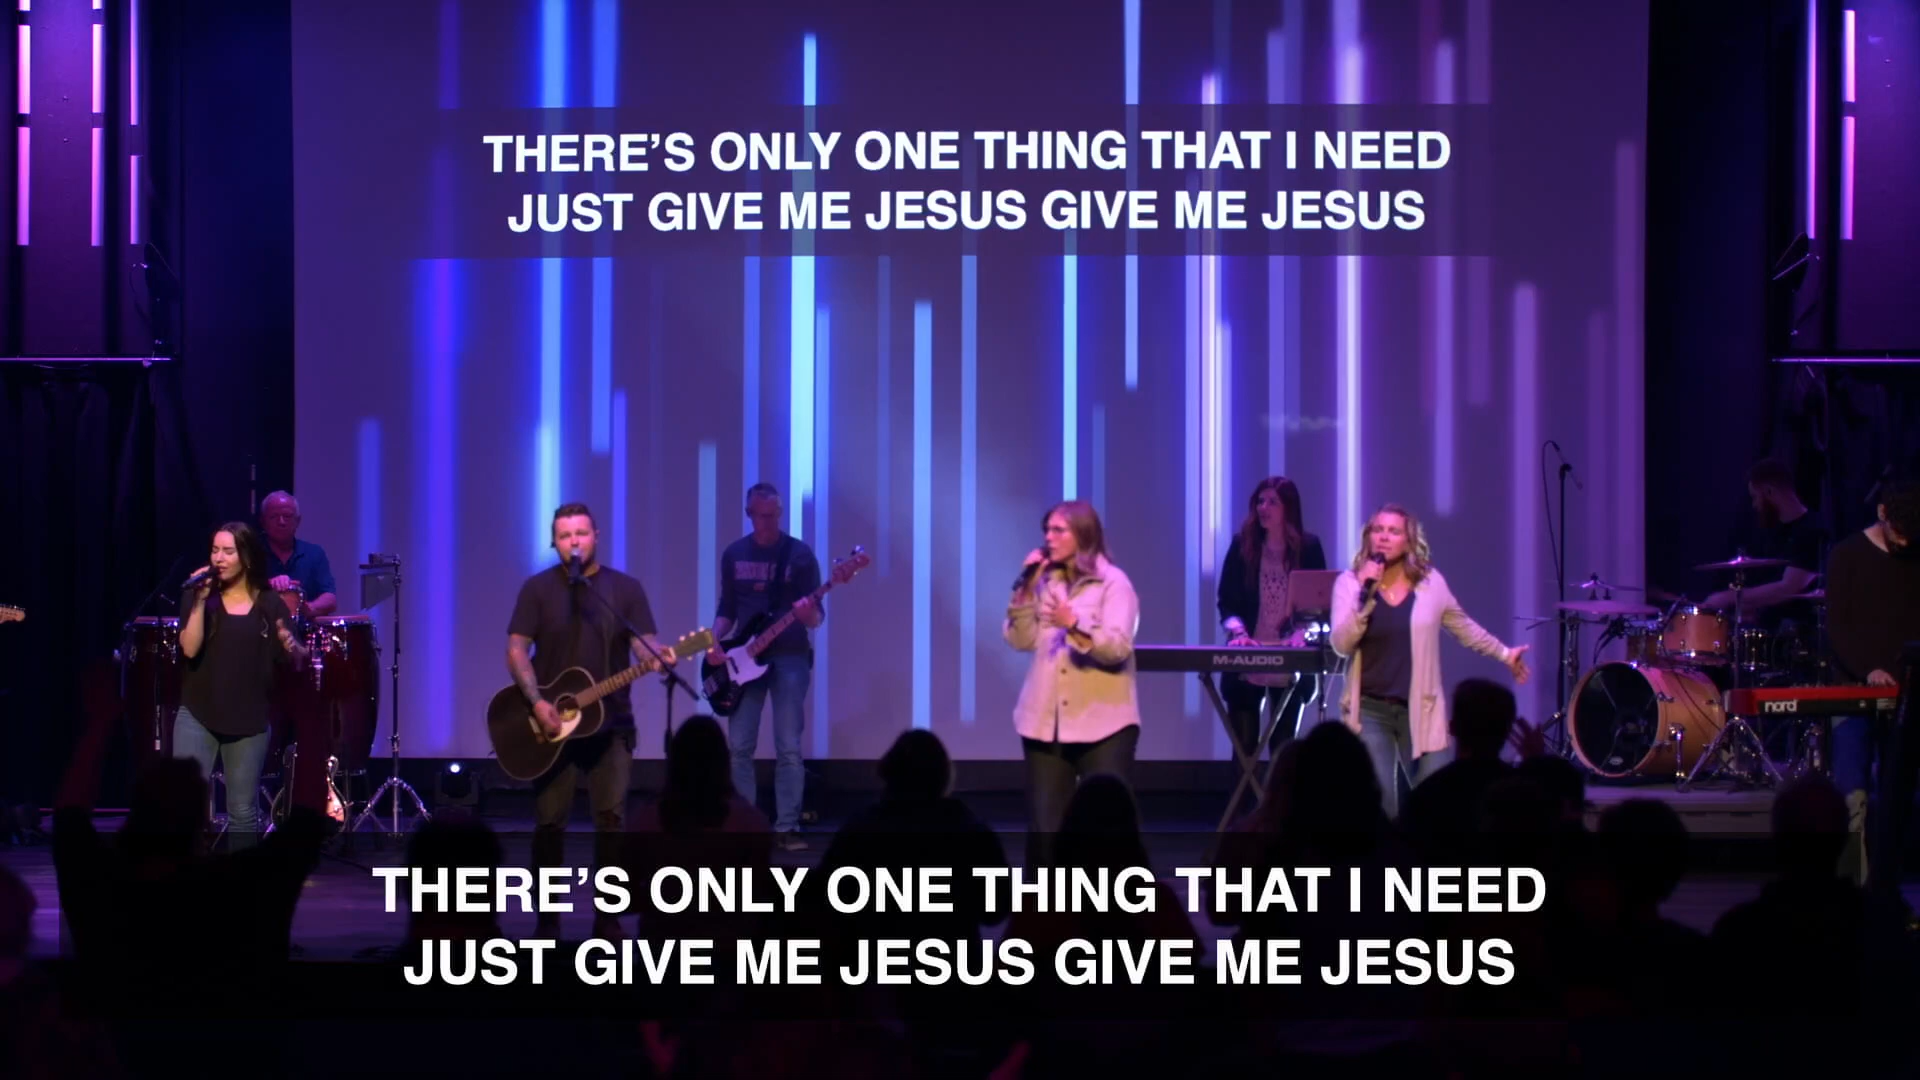 THERE'S ONLY ONE THING THAT I NEED
JUST GIVE ME JESUS GIVE ME JESUS
M-AUDIO
nord
THERE'S ONLY ONE THING THAT I NEED
JUST GIVE ME JESUS GIVE ME JESUS